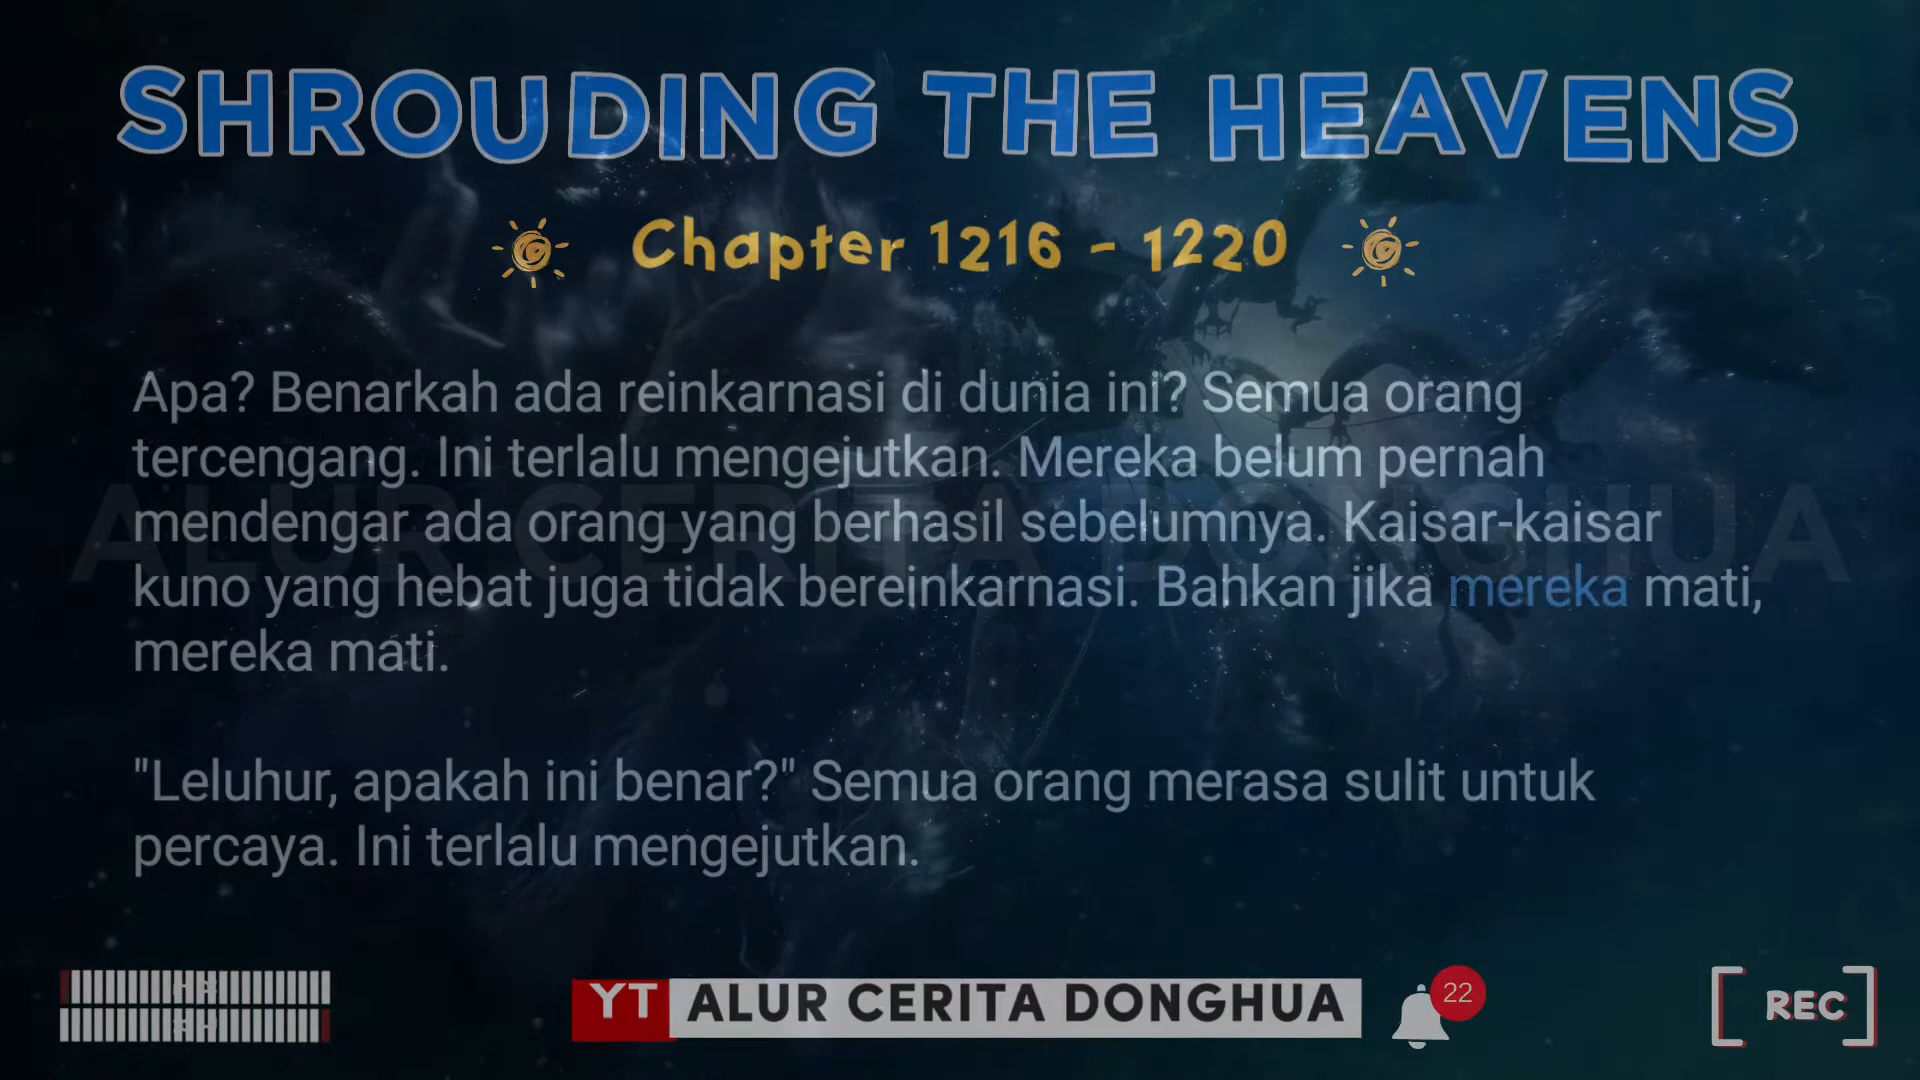 SHROUDING THE HEAVENS
Chapter 1216 - 1220
Apa? Benarkah ada reinkarnasi di dunia ini? Semua orang
tercengang. Ini terlalu mengejutkan. Mereka belum pernah
mendengar ada orang yang berhasil sebelumnya. Kaisar-kaisar
kuno yang hebat juga tidak bereinkarnasi. Bahkan jika mereka mati,
mereka mati.
"Leluhur, apakah ini benar?" Semua orang merasa sulit untuk
percaya. Ini terlalu mengejutkan.
ALUR CERITA DONGHUA
YT ALUR CERITA DONGHUA
22
REC